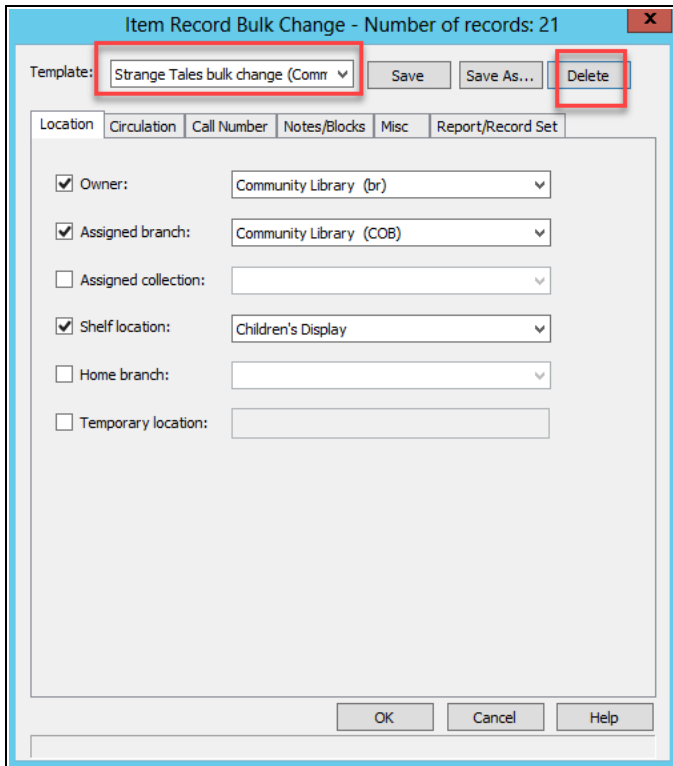 Item Record Bulk Change - Number of records: 21
X
Template: Strange Tales bulk change (Comm Save Save As... Delete
Location Circulation Call Number Notes/Blocks Misc Report/Record Set
Owner: Community Library (br)
Assigned branch: Community Library (COB)
Assigned collection:
Shelf location: Children's Display
Home branch:
Temporary location:
OK Cancel Help